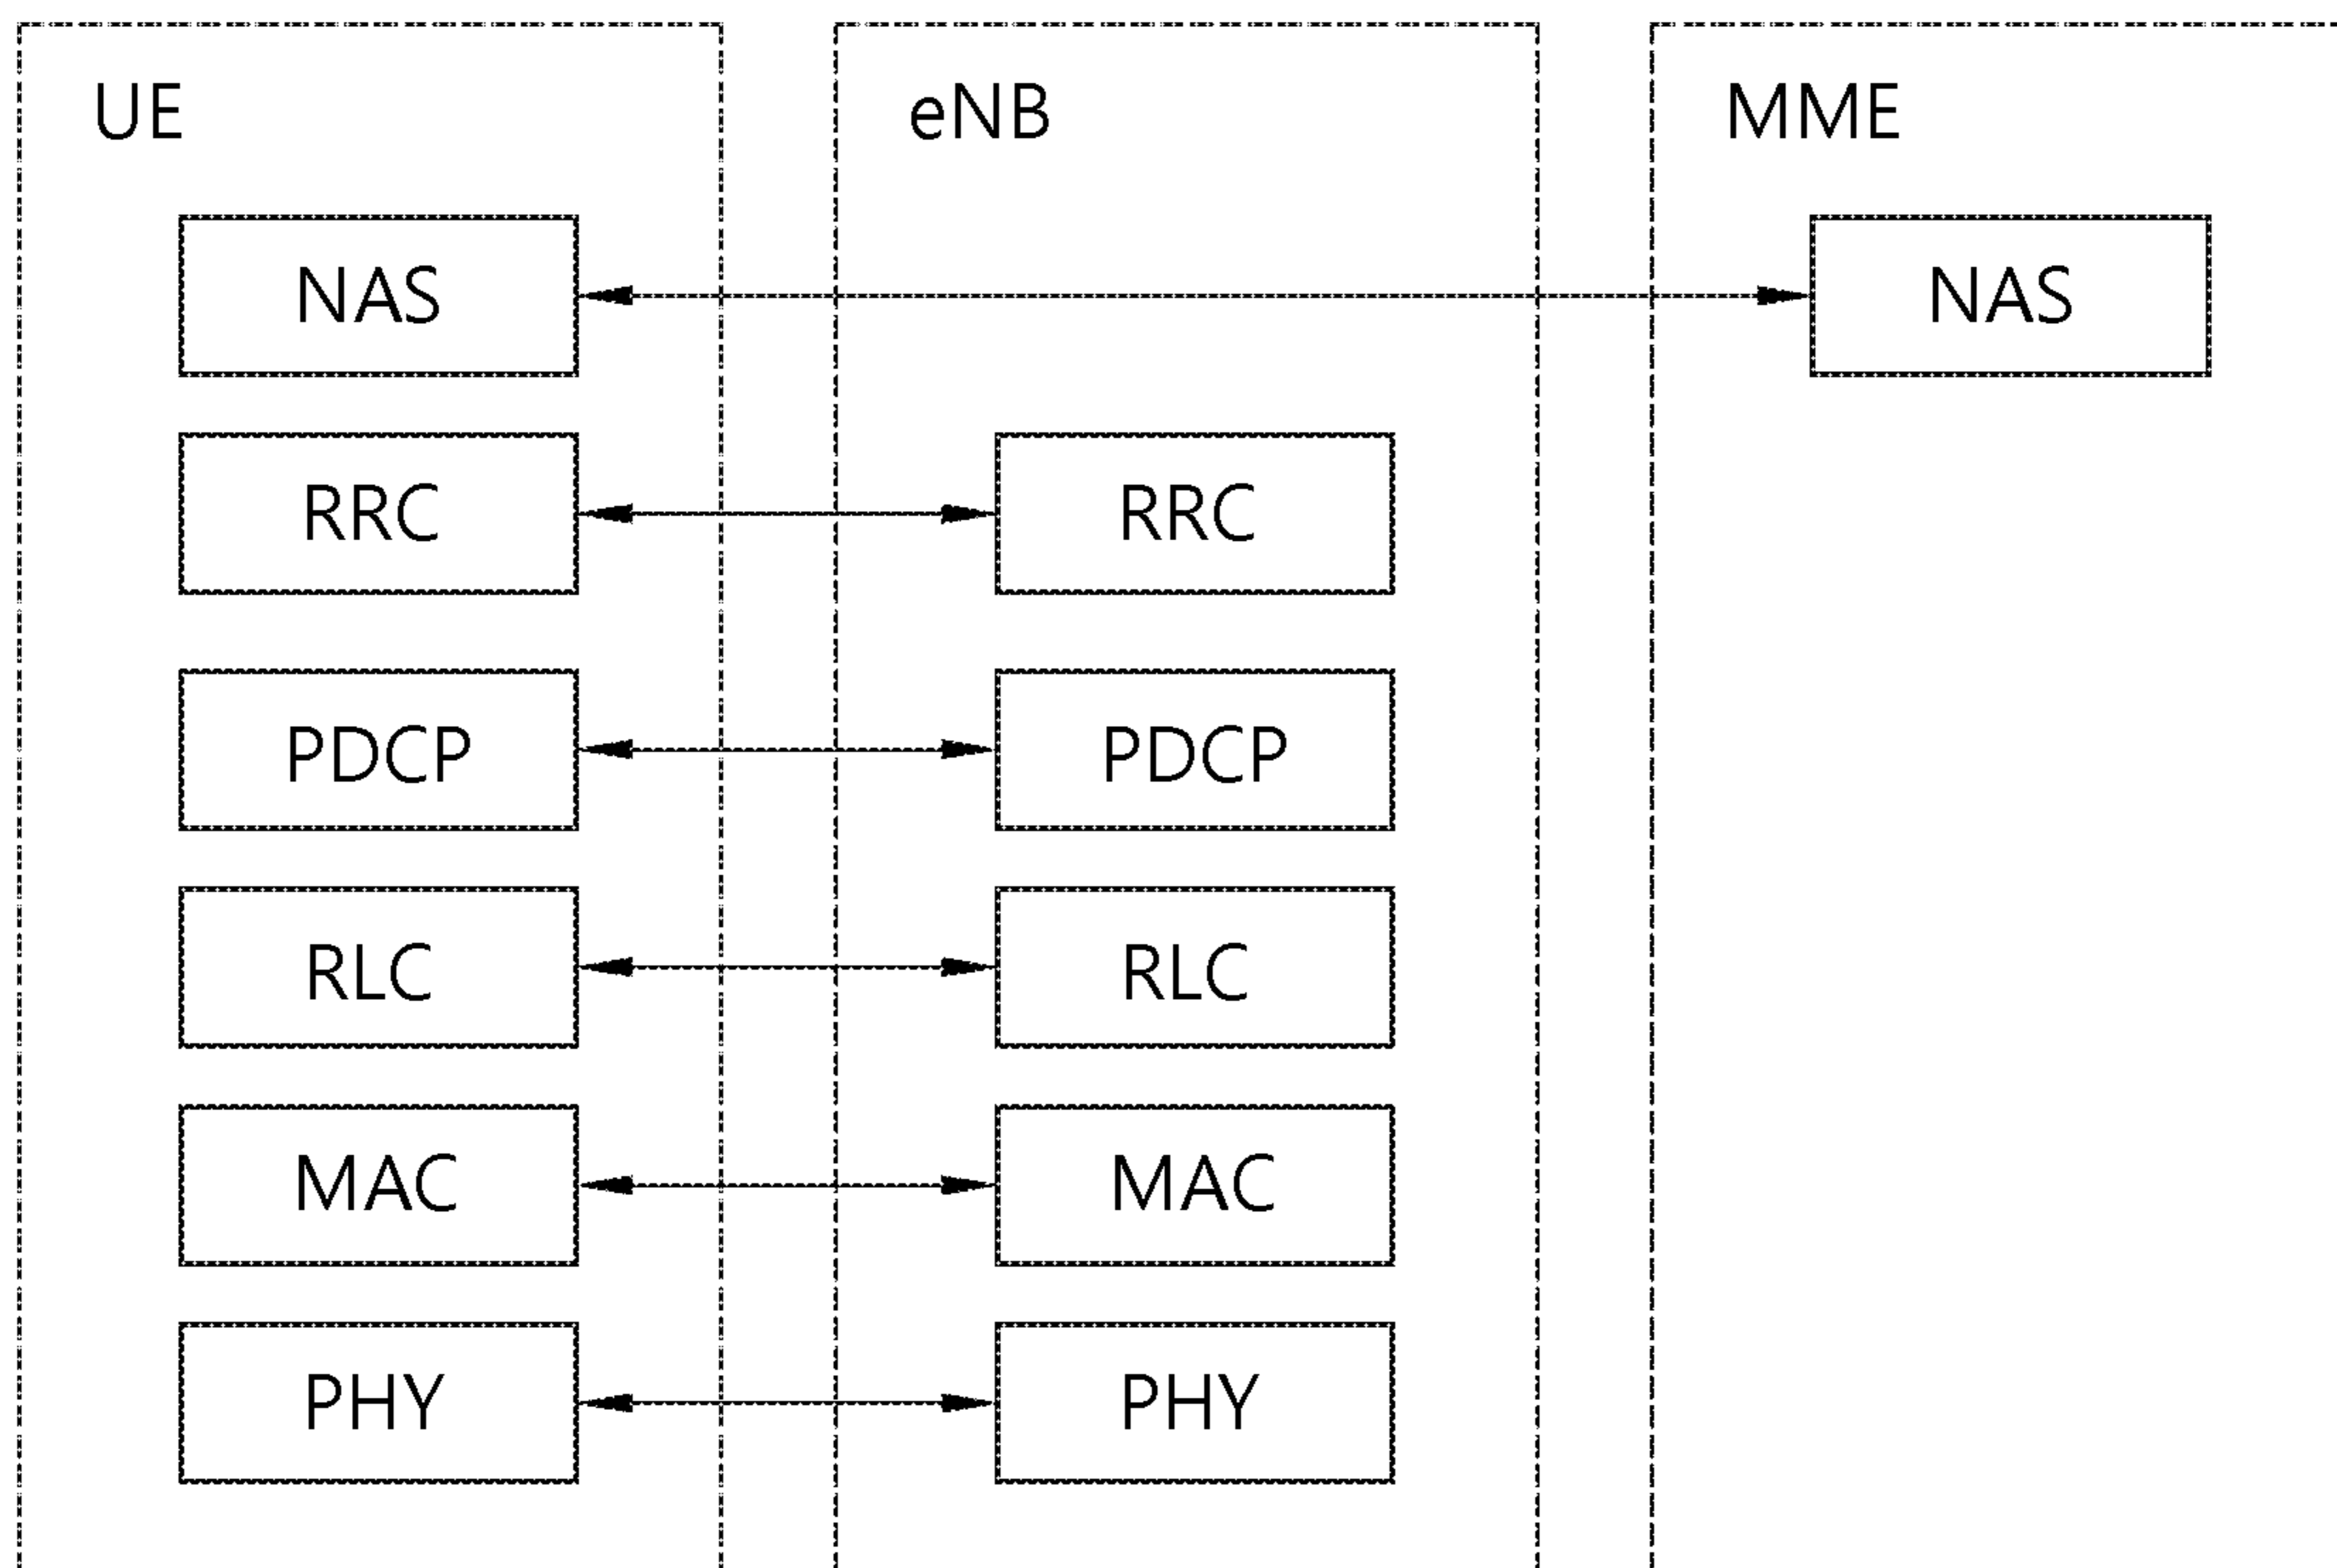 UE eNB MME
NAS NAS
RRC RRC
PDCP PDCP
RLC RLC
MAC MAC
PHY PHY